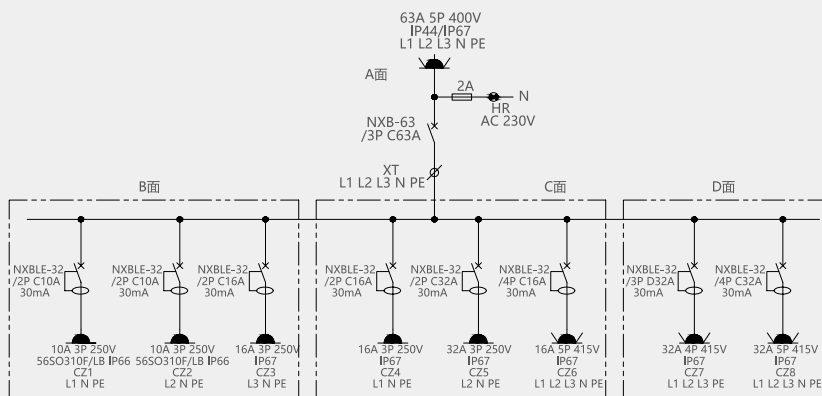 63A 5P 400V
IP44/IP67
L1 L2 L3 N PE
A面
2A
N
HR
AC 230V
NXB-63
/3P C63A
XT
L1 L2 L3 N PE
B面
C面
D面
NXBLE-32
/2P C10A
30mA
NXBLE-32
/2P C10A
30mA
NXBLE-32
/2P C16A
30mA
NXBLE-32
/2P C16A
30mA
NXBLE-32
/2P C32A
30mA
NXBLE-32
/4P C16A
30mA
NXBLE-32
/3P D32A
30mA
NXBLE-32
/4P C32A
30mA
10A 3P 250V
56SO310F/LB IP66
CZ1
L1 N PE
10A 3P 250V
56SO310F/LB IP66
CZ2
L2 N PE
16A 3P 250V
IP67
CZ3
L3 N PE
16A 3P 250V
IP67
CZ4
L1 N PE
32A 3P 250V
IP67
CZ5
L2 N PE
16A 5P 415V
IP67
CZ6
L1 L2 L3 N PE
32A 4P 415V
IP67
CZ7
L1 L2 L3
32A 5P 415V
IP67
CZ8
L1 L2 L3 N PE